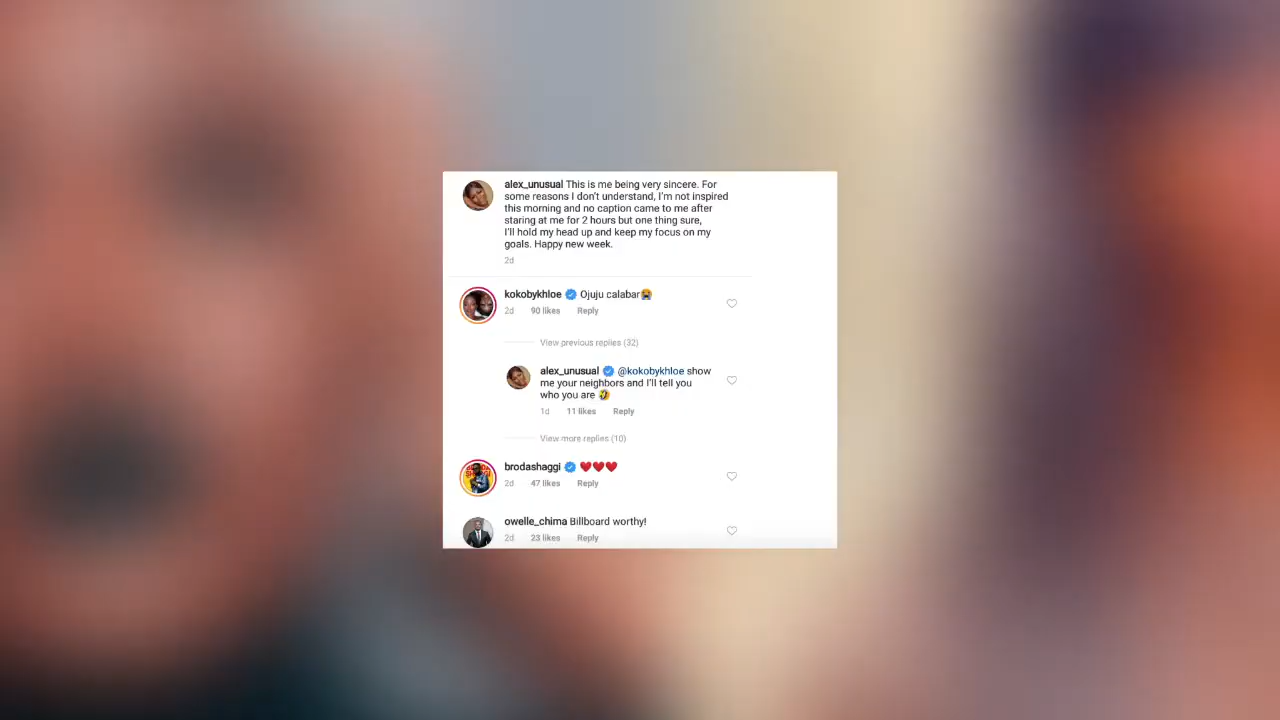 alex_unusual This is me being very sincere. For
some reasons I don't understand, I'm not inspired
this morning and no caption came to me after
staring at me for 2 hours but one thing sure,
I'll hold my head up and keep my focus on my
goals. Happy new week.
2d
kokobykhloe Ojuju calabar😭
2d 90 likes Reply
View previous replies (32)
alex_unusual @kokobykhloe show
me your neighbors and I'll tell you
who you are 🤣
1d 11 likes Reply
View more replies (10)
brodashaggi ❤️❤️❤️
2d 47 likes Reply
owelle_chima Billboard worthy!
2d 23 likes Reply